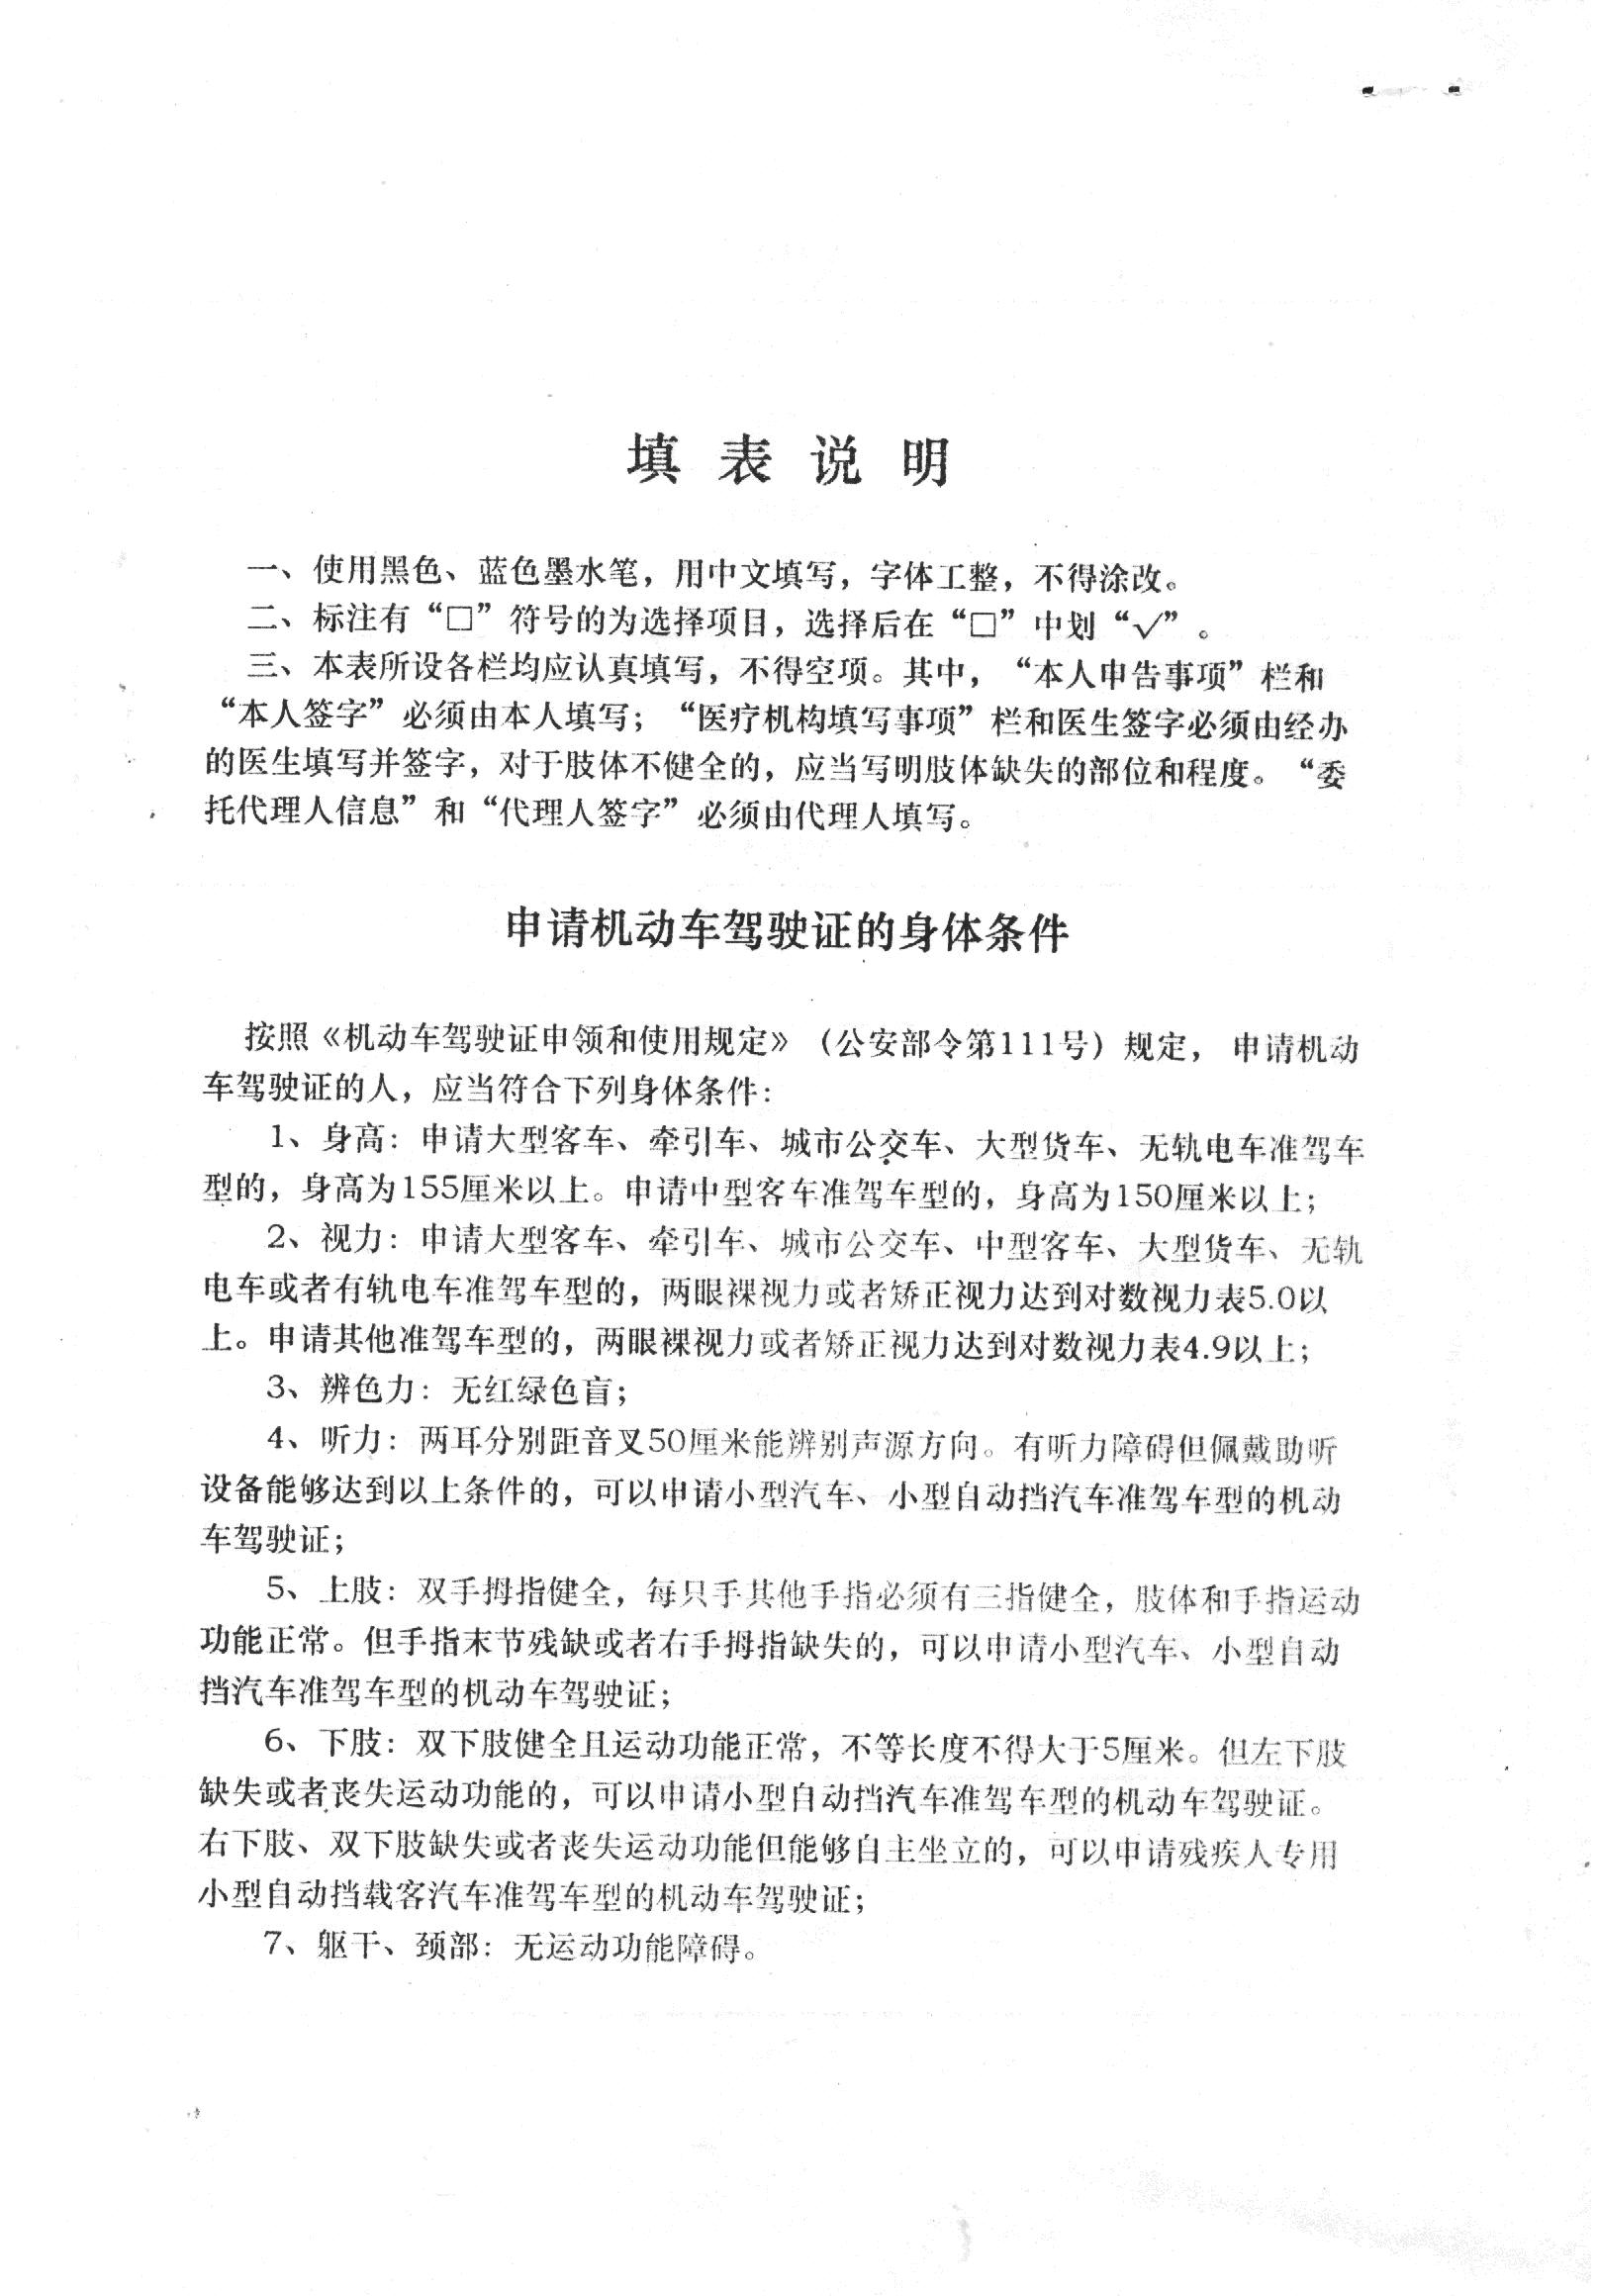 填 表 说 明
一、使用黑色、蓝色墨水笔，用中文填写，字体工整，不得涂改。
二、标注有“□”符号的为选择项目，选择后在“□”中划“√”。
三、本表所设各栏均应认真填写，不得空项。其中，“本人申告事项”栏和
“本人签字”必须由本人填写；“医疗机构填写事项”栏和医生签字必须由经办
的医生填写并签字，对于肢体不健全的，应当写明肢体缺失的部位和程度。“委
托代理人信息”和“代理人签字”必须由代理人填写。
申请机动车驾驶证的身体条件
按照《机动车驾驶证申领和使用规定》（公安部令第111号）规定， 申请机动
车驾驶证的人，应当符合下列身体条件：
1、身高：申请大型客车、牵引车、城市公交车、大型货车、无轨电车准驾车
型的，身高为155厘米以上。申请中型客车准驾车型的，身高为150厘米以上；
2、视力：申请大型客车、牵引车、城市公交车、中型客车、大型货车、无轨
电车或者有轨电车准驾车型的，两眼裸视力或者矫正视力达到对数视力表5.0以
上。申请其他准驾车型的，两眼裸视力或者矫正视力达到对数视力表4.9以上；
3、辨色力：无红绿色盲；
4、听力：两耳分别距音叉50厘米能辨别声源方向。有听力障碍但佩戴助听
设备能够达到以上条件的，可以申请小型汽车、小型自动挡汽车准驾车型的机动
车驾驶证；
5、上肢：双手拇指健全，每只手其他手指必须有三指健全，肢体和手指运动
功能正常。但手指末节残缺或者右手拇指缺失的，可以申请小型汽车、小型自动
挡汽车准驾车型的机动车驾驶证；
6、下肢：双下肢健全且运动功能正常，不等长度不得大于5厘米。但左下肢
缺失或者丧失运动功能的，可以申请小型自动挡汽车准驾车型的机动车驾驶证。
右下肢、双下肢缺失或者丧失运动功能但能够自主坐立的，可以申请残疾人专用
小型自动挡载客汽车准驾车型的机动车驾驶证；
7、躯干、颈部：无运动功能障碍。